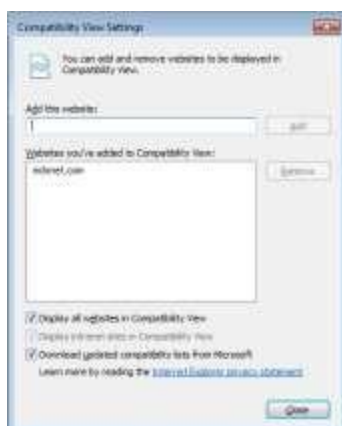 Compatibility View Settings
You can add and remove websites to be displayed in
Compatibility View.
Add this website:
Add
Websites you've added to Compatibility View:
Remove
Display all websites in Compatibility View
Display intranet sites in Compatibility View
Download updated compatibility lists from Microsoft
Learn more by reading the Internet Explorer privacy statement
Close